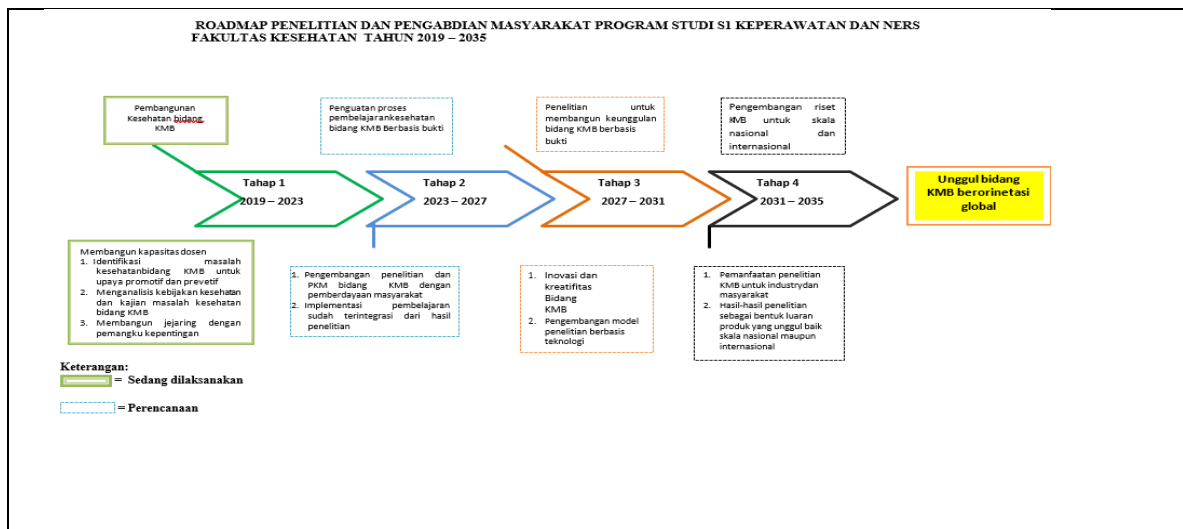 ROADMAP PENELITIAN DAN PENGABDIAN MASYARAKAT PROGRAM STUDI S1 KEPERAWATAN DAN NERS
FAKULTAS KESEHATAN TAHUN 2019 – 2035
Pembangunan
Kesehatan bidang
KMB
Penguatan proses
pembelajarankesehatan
bidang KMB Berbasis bukti
Penelitian untuk
membangun keunggulan
bidang KMB berbasis
bukti
Pengembangan riset
KMB untuk skala
nasional dan
internasional
Tahap 1
2019 – 2023
Tahap 2
2023 – 2027
Tahap 3
2027 – 2031
Tahap 4
2031 – 2035
Unggul bidang
KMB berorinetasi
global
Membangun kapasitas dosen
1. Identifikasi masalah
kesehatanbidang KMB untuk
upaya promotif dan prevetif
2. Menganalisis kebijakan kesehatan
dan kajian masalah kesehatan
bidang KMB
3. Membangun jejaring dengan
pemangku kepentingan
1. Pengembangan penelitian dan
PKM bidang KMB dengan
pemberdayaan masyarakat
2. Implementasi pembelajaran
sudah terintegrasi dari hasil
penelitian
1. Inovasi dan
kreatifitas
Bidang
KMB
2. Pengembangan model
penelitian berbasis
teknologi
1. Pemanfaatan penelitian
KMB untuk industrydan
masyarakat
2. Hasil-hasil penelitian
sebagai bentuk luaran
produk yang unggul baik
skala nasional maupun
internasional
Keterangan:
= Sedang dilaksanakan
= Perencanaan